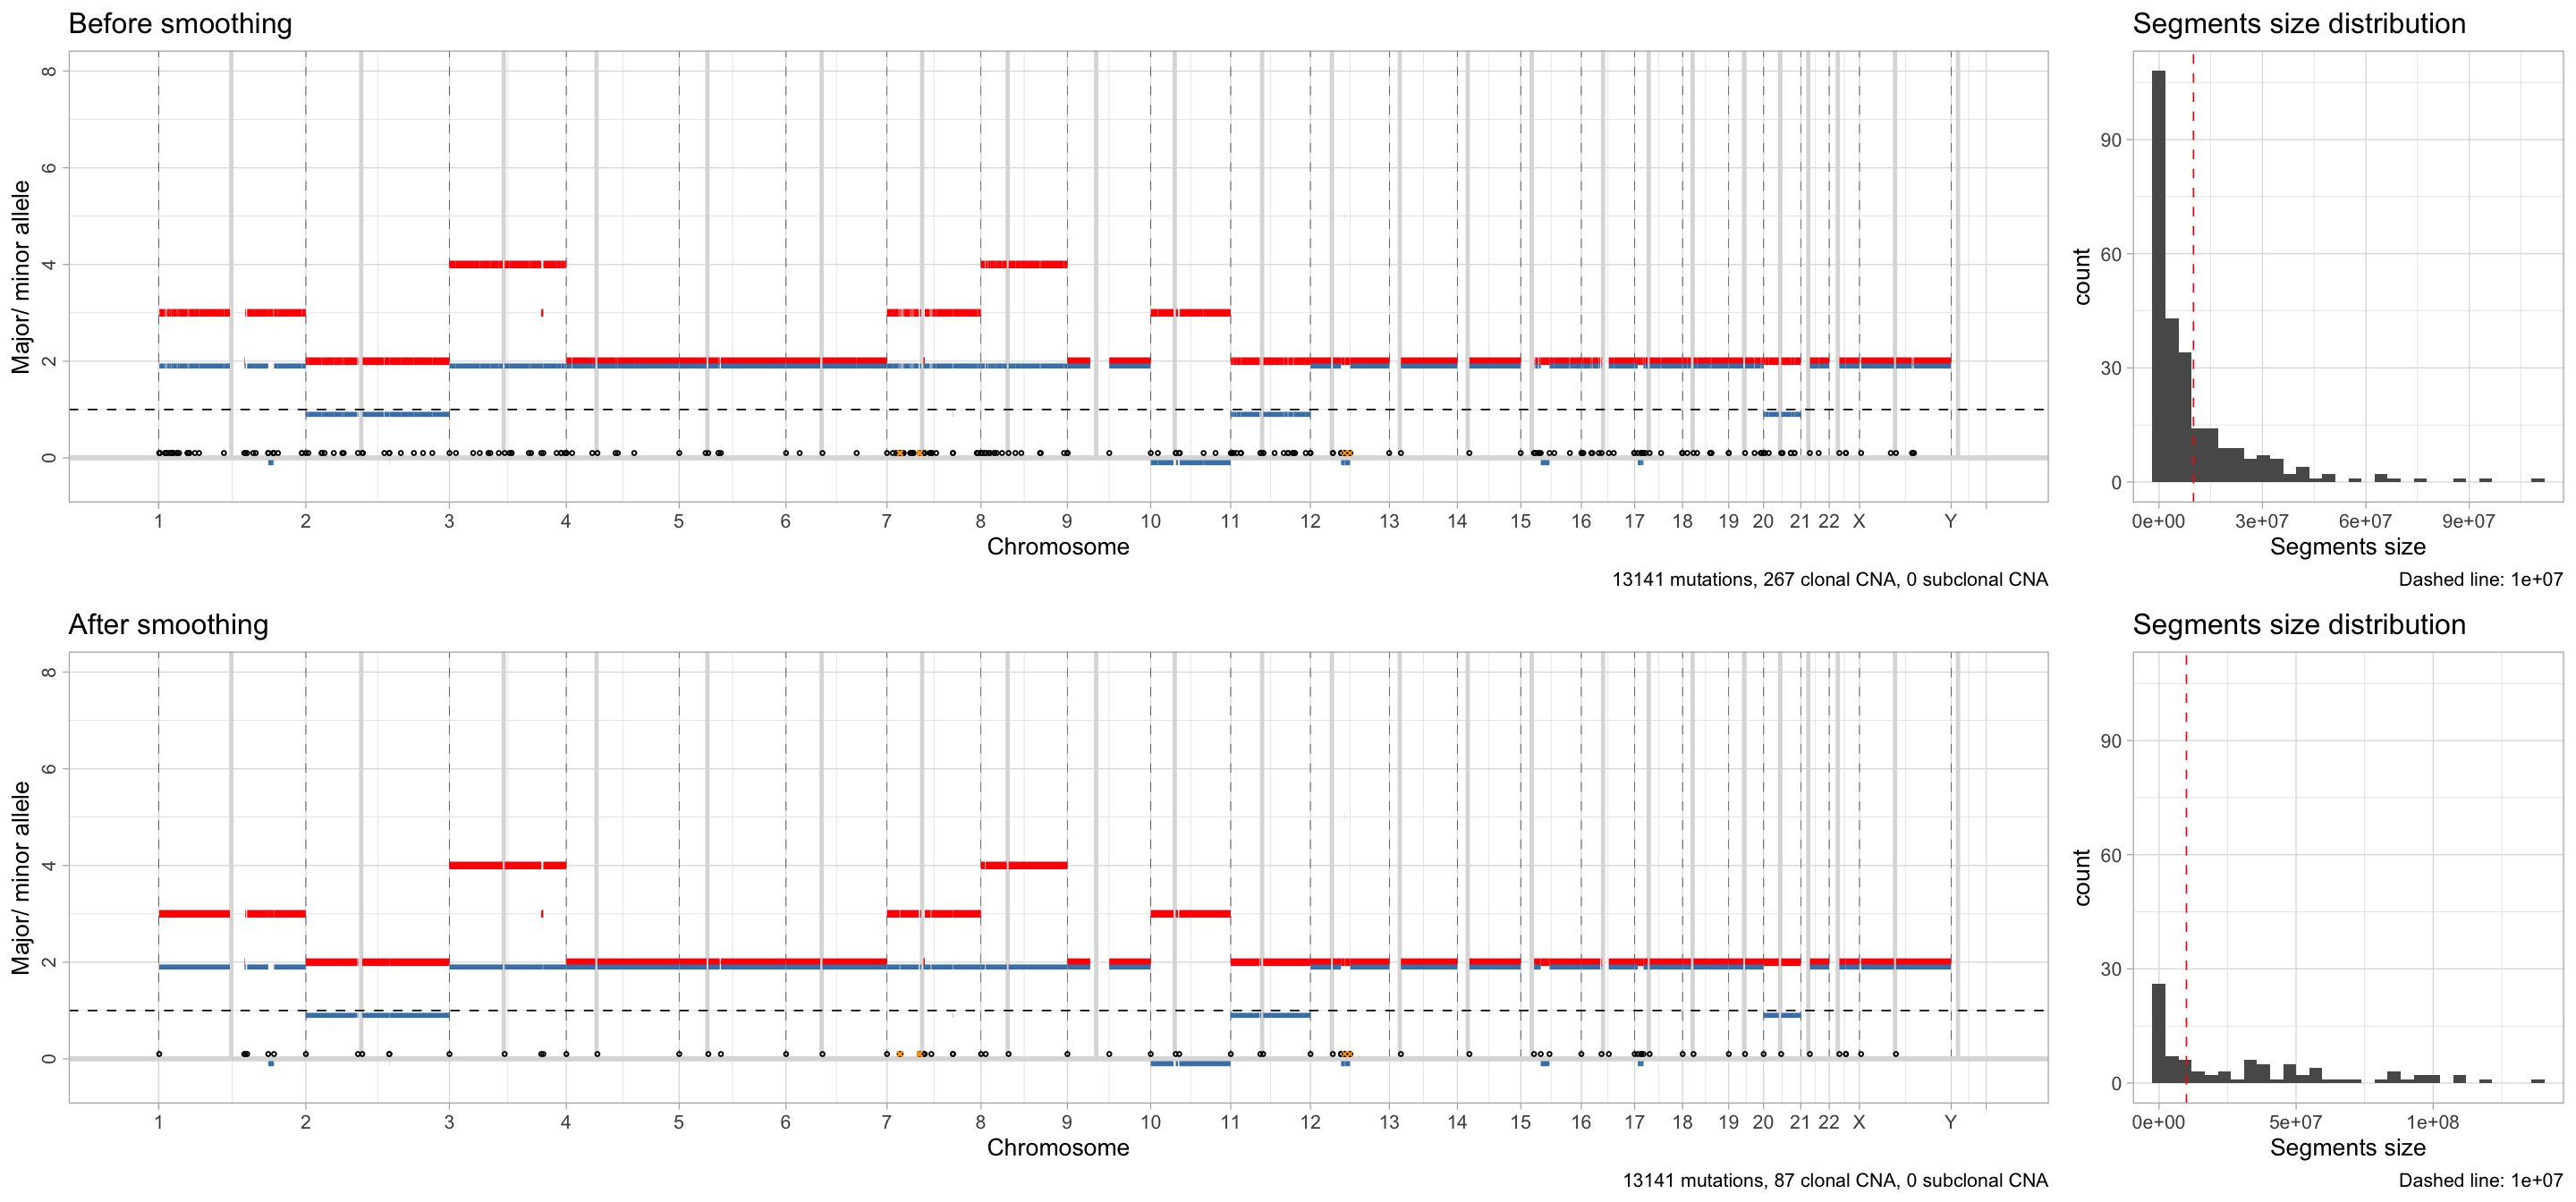 Before smoothing
Major/ minor allele
8
6
4
2
0
1 2 3 4 5 6 7 8 9 10 11 12 13 14 15 16 17 18 19 20 21 22 X Y
Chromosome
13141 mutations, 267 clonal CNA, 0 subclonal CNA
Segments size distribution
count
90
60
30
0
0e+00 3e+07 6e+07 9e+07
Segments size
Dashed line: 1e+07
After smoothing
Major/ minor allele
8
6
4
2
0
1 2 3 4 5 6 7 8 9 10 11 12 13 14 15 16 17 18 19 20 21 22 X Y
Chromosome
13141 mutations, 87 clonal CNA, 0 subclonal CNA
Segments size distribution
count
90
60
30
0
0e+00 5e+07 1e+08
Segments size
Dashed line: 1e+07